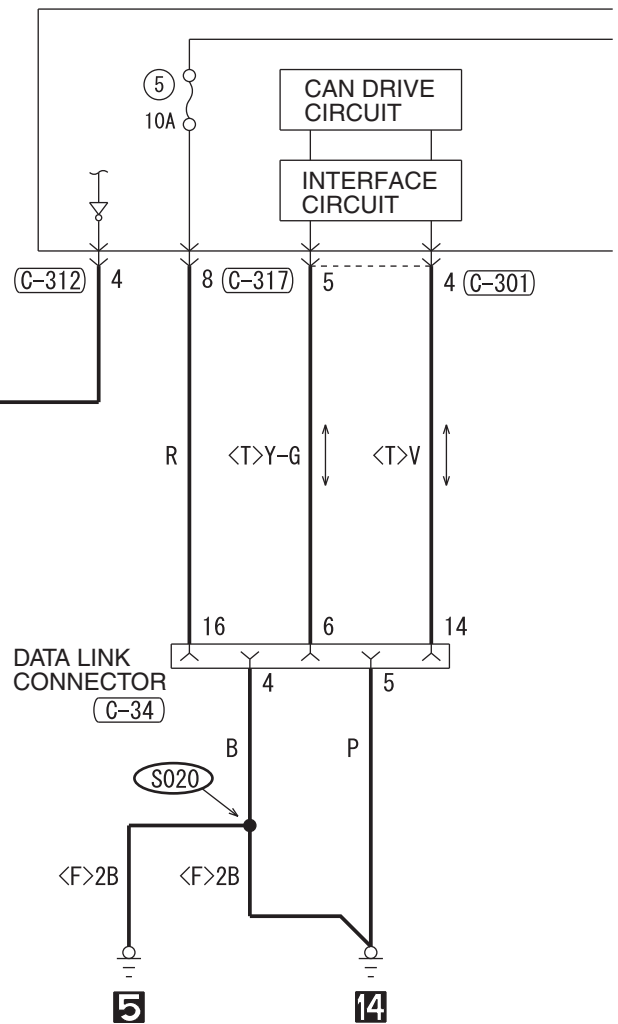 5
10A
CAN DRIVE
CIRCUIT
INTERFACE
CIRCUIT
C-312 4
8 C-317 5
4 C-301
R <T>Y-G <T>V
16 6 14
DATA LINK
CONNECTOR
C-34
4 5
B P
S020
<F>2B <F>2B
5 14